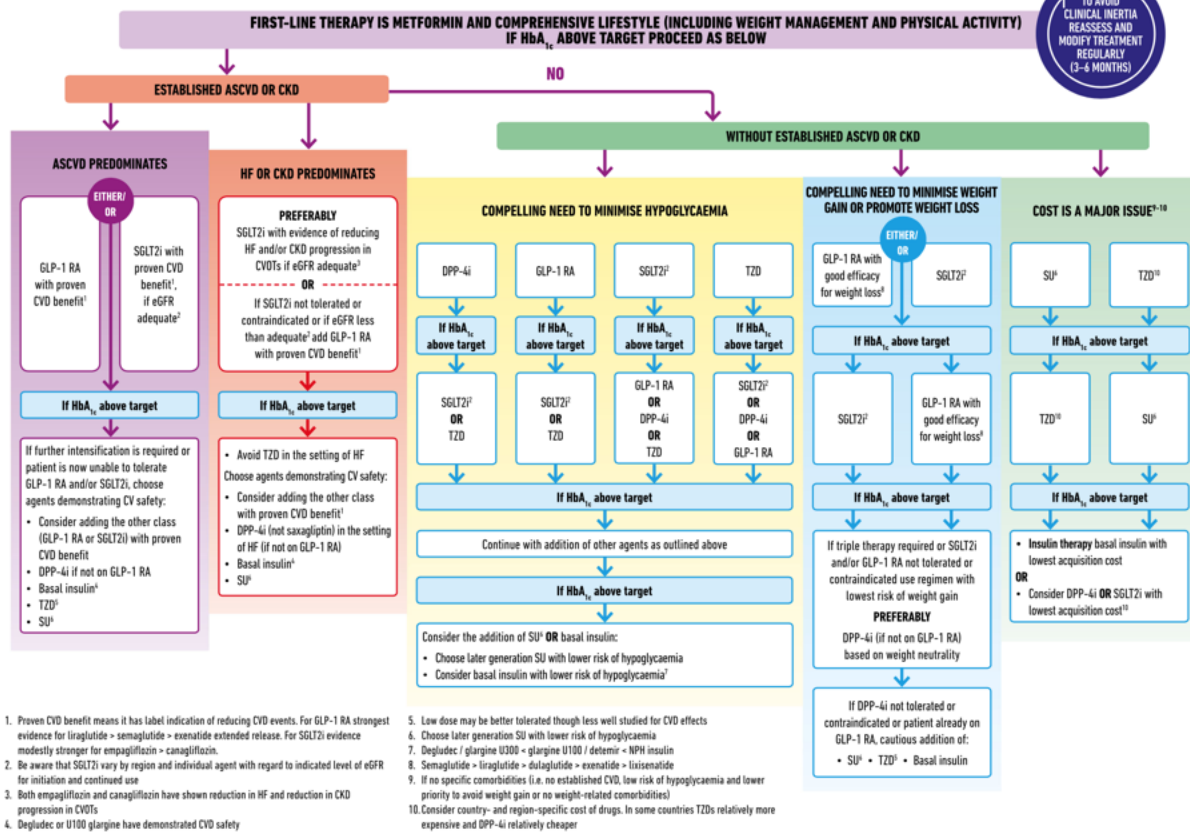 TO AVOID
CLINICAL INERTIA
REASSESS AND
MODIFY TREATMENT
REGULARLY
(3–6 MONTHS)
FIRST-LINE THERAPY IS METFORMIN AND COMPREHENSIVE LIFESTYLE (INCLUDING WEIGHT MANAGEMENT AND PHYSICAL ACTIVITY)
IF HbA1c ABOVE TARGET PROCEED AS BELOW
NO
ESTABLISHED ASCVD OR CKD
WITHOUT ESTABLISHED ASCVD OR CKD
ASCVD PREDOMINATES
EITHER/
OR
GLP-1 RA
with proven
CVD benefit¹
SGLT2i with
proven CVD
benefit¹,
if eGFR
adequate²
If HbA1c above target
If further intensification is required or
patient is now unable to tolerate
GLP-1 RA and/or SGLT2i, choose
agents demonstrating CV safety:
• Consider adding the other class
(GLP-1 RA or SGLT2i) with proven
CVD benefit
• DPP-4i if not on GLP-1 RA
• Basal insulin⁴
• TZD⁵
• SU⁶
HF OR CKD PREDOMINATES
PREFERABLY
SGLT2i with evidence of reducing
HF and/or CKD progression in
CVOTs if eGFR adequate³
OR
If SGLT2i not tolerated or
contraindicated or if eGFR less
than adequate² add GLP-1 RA
with proven CVD benefit¹
If HbA1c above target
• Avoid TZD in the setting of HF
Choose agents demonstrating CV safety:
• Consider adding the other class
with proven CVD benefit¹
• DPP-4i (not saxagliptin) in the setting
of HF (if not on GLP-1 RA)
• Basal insulin⁴
• SU⁶
COMPELLING NEED TO MINIMISE HYPOGLYCAEMIA
DPP-4i
GLP-1 RA
SGLT2i²
TZD
If HbA1c
above target
If HbA1c
above target
If HbA1c
above target
If HbA1c
above target
SGLT2i²
OR
TZD
SGLT2i²
OR
TZD
GLP-1 RA
OR
DPP-4i
OR
TZD
SGLT2i²
OR
DPP-4i
OR
GLP-1 RA
If HbA1c above target
Continue with addition of other agents as outlined above
If HbA1c above target
Consider the addition of SU⁶ OR basal insulin:
• Choose later generation SU with lower risk of hypoglycaemia
• Consider basal insulin with lower risk of hypoglycaemia⁷
COMPELLING NEED TO MINIMISE WEIGHT
GAIN OR PROMOTE WEIGHT LOSS
EITHER/
OR
GLP-1 RA with
good efficacy
for weight loss⁸
SGLT2i²
If HbA1c above target
SGLT2i²
GLP-1 RA with
good efficacy
for weight loss⁸
If HbA1c above target
If triple therapy required or SGLT2i
and/or GLP-1 RA not tolerated or
contraindicated use regimen with
lowest risk of weight gain
PREFERABLY
DPP-4i (if not on GLP-1 RA)
based on weight neutrality
If DPP-4i not tolerated or
contraindicated or patient already on
GLP-1 RA, cautious addition of:
• SU⁶ • TZD⁵ • Basal insulin
COST IS A MAJOR ISSUE⁹⁻¹⁰
SU⁶
TZD¹⁰
If HbA1c above target
TZD¹⁰
SU⁶
If HbA1c above target
• Insulin therapy basal insulin with
lowest acquisition cost
OR
• Consider DPP-4i OR SGLT2i with
lowest acquisition cost¹⁰
1. Proven CVD benefit means it has label indication of reducing CVD events. For GLP-1 RA strongest
evidence for liraglutide > semaglutide > exenatide extended release. For SGLT2i evidence
modestly stronger for empagliflozin > canagliflozin.
2. Be aware that SGLT2i vary by region and individual agent with regard to indicated level of eGFR
for initiation and continued use
3. Both empagliflozin and canagliflozin have shown reduction in HF and reduction in CKD
progression in CVOTs
4. Degludec or U100 glargine have demonstrated CVD safety
5. Low dose may be better tolerated though less well studied for CVD effects
6. Choose later generation SU with lower risk of hypoglycaemia
7. Degludec / glargine U300 < glargine U100 / detemir < NPH insulin
8. Semaglutide > liraglutide > dulaglutide > exenatide > lixisenatide
9. If no specific comorbidities (i.e. no established CVD, low risk of hypoglycaemia and lower
priority to avoid weight gain or no weight-related comorbidities)
10. Consider country- and region-specific cost of drugs. In some countries TZDs relatively more
expensive and DPP-4i relatively cheaper